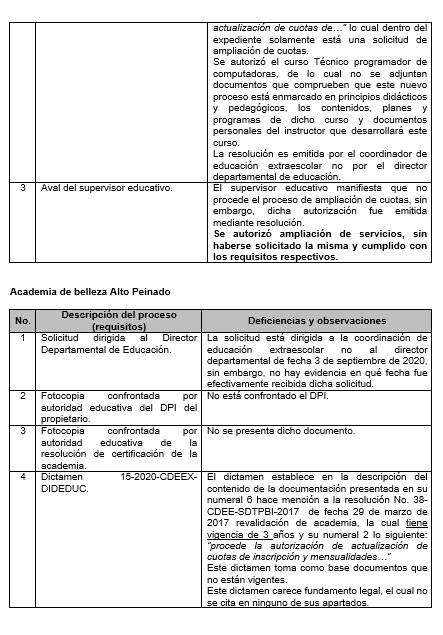 actualización de cuotas de…" lo cual dentro del
expediente solamente está una solicitud de
ampliación de cuotas.
Se autorizó el curso Técnico programador de
computadoras, de lo cual no se adjuntan
documentos que comprueben que este nuevo
proceso está enmarcado en principios didácticos
y pedagógicos, los contenidos, planes y
programas de dicho curso y documentos
personales del instructor que desarrollará este
curso.
La resolución es emitida por el coordinador de
educación extraescolar no por el director
departamental de educación.
3 Aval del supervisor educativo.
El supervisor educativo manifiesta que no
procede el proceso de ampliación de cuotas, sin
embargo, dicha autorización fue emitida
mediante resolución.
Se autorizó ampliación de servicios, sin
haberse solicitado la misma y cumplido con
los requisitos respectivos.
Academia de belleza Alto Peinado
No.
Descripción del proceso
(requisitos)
Deficiencias y observaciones
1 Solicitud dirigida al Director
Departamental de Educación.
La solicitud está dirigida a la coordinación de
educación extraescolar no al director
departamental de fecha 3 de septiembre de 2020,
sin embargo, no hay evidencia en qué fecha fue
efectivamente recibida dicha solicitud.
2 Fotocopia confrontada por
autoridad educativa del DPI del
propietario.
No está confrontado el DPI.
3 Fotocopia confrontada por
autoridad educativa de la
resolución de certificación de la
academia.
No se presenta dicho documento.
4 Dictamen 15-2020-CDEEX-
DIDEDUC.
El dictamen establece en la descripción del
contenido de la documentación presentada en su
numeral 6 hace mención a la resolución No. 38-
CDEE-SDTPBI-2017 de fecha 29 de marzo de
2017 revalidación de academia, la cual tiene
vigencia de 3 años y su numeral 2 lo siguiente:
"procede la autorización de actualización de
cuotas de inscripción y mensualidades…"
Este dictamen toma como base documentos que
no están vigentes.
Este dictamen carece fundamento legal, el cual no
se cita en ninguno de sus apartados.